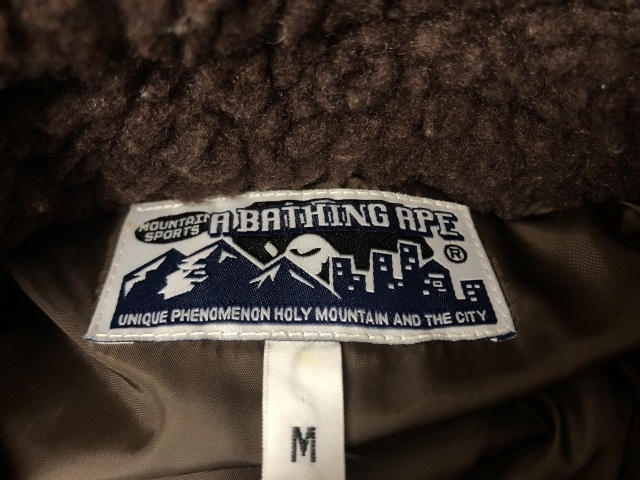 MOUNTAIN
SPORTS
A BATHING APE
®
UNIQUE PHENOMENON HOLY MOUNTAIN AND THE CITY
M